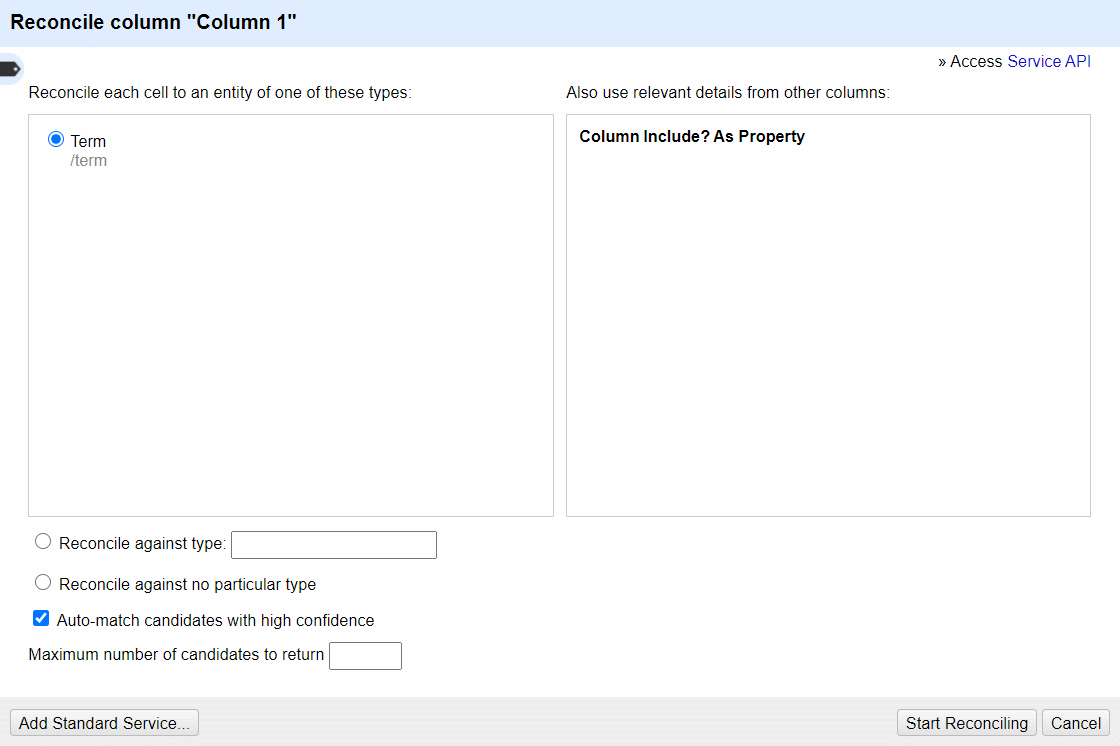 Reconcile column "Column 1"
» Access Service API
Reconcile each cell to an entity of one of these types:
Also use relevant details from other columns:
Term
/term
Column Include? As Property
Reconcile against type:
Reconcile against no particular type
Auto-match candidates with high confidence
Maximum number of candidates to return
Add Standard Service...
Start Reconciling
Cancel